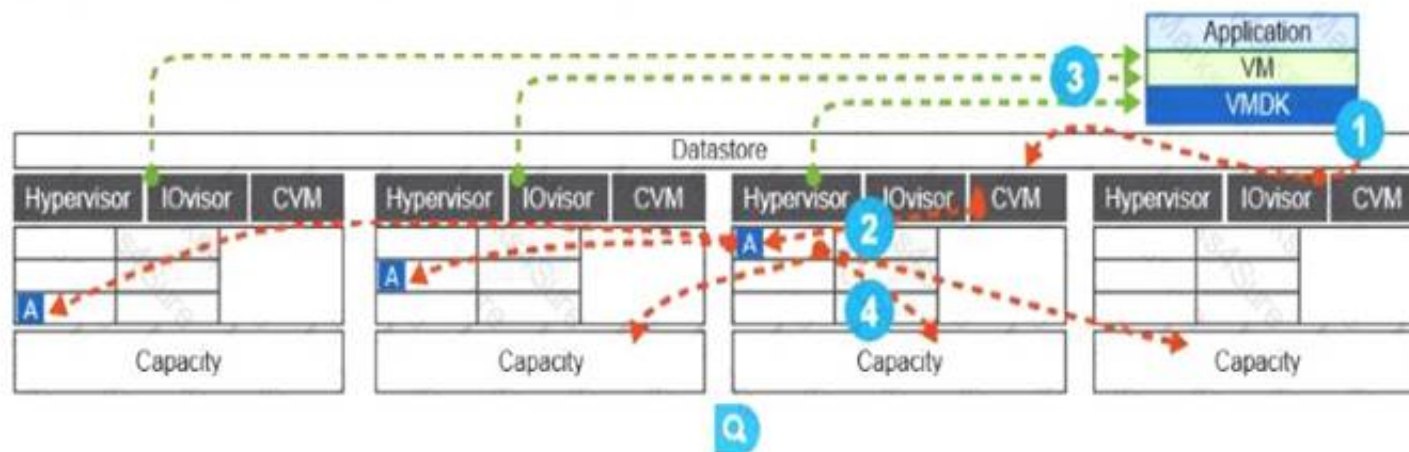 Application
3
VM
VMDK
1
Datastore
Hypervisor IOvisor CVM Hypervisor IOvisor CVM Hypervisor IOvisor CVM Hypervisor IOvisor CVM
2
A
A
A
4
Capacity Capacity Capacity Capacity
Q